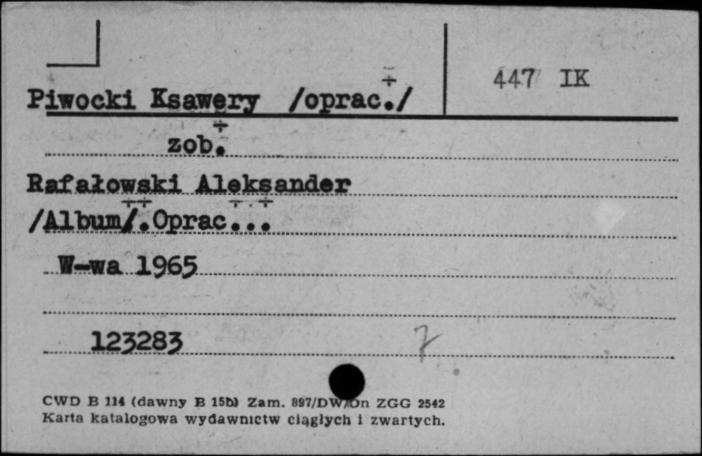 447 IK
Piwocki Ksawery /oprac./
zob.
Rafałowski Aleksander
/Album/.Oprac...
W-wa 1965
123283
CWD B 114 (dawny B 15b) Zam. 897/DW/Dn ZGG 2542
Karta katalogowa wydawnictw ciągłych i zwartych.